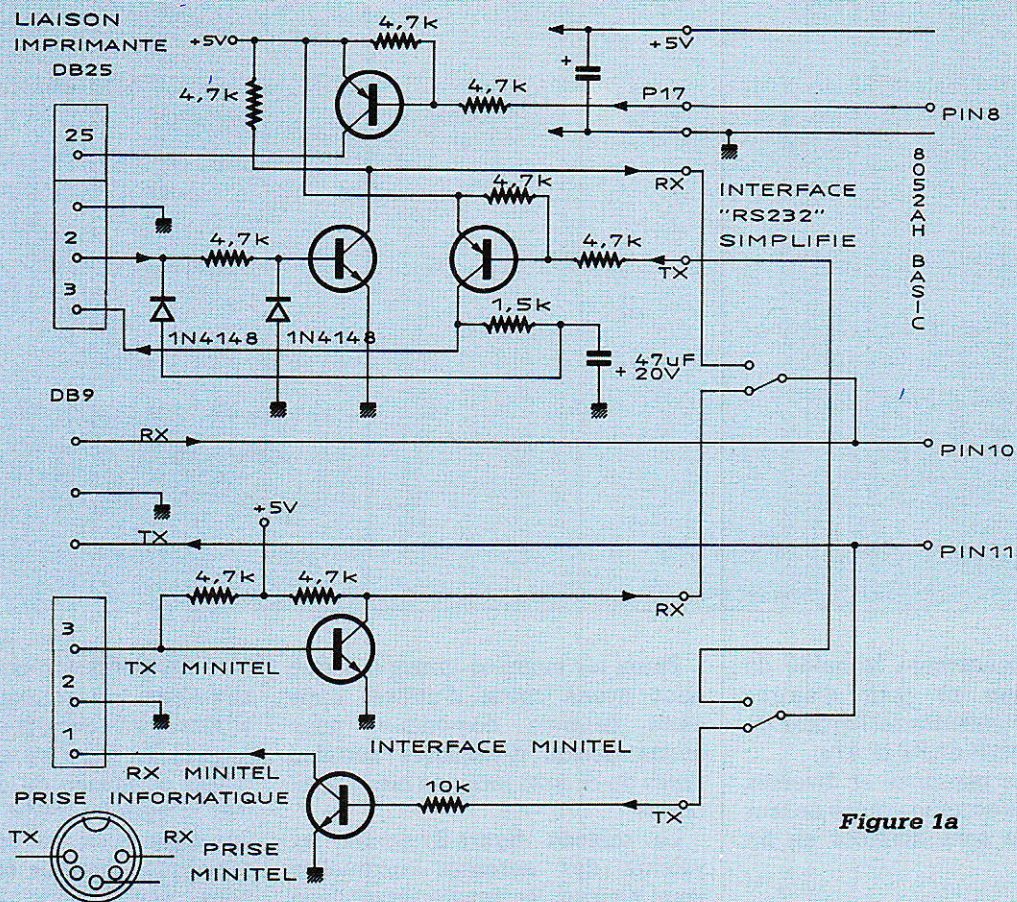 LIAISON
IMPRIMANTE
DB25
+5V
4,7k
4,7k
4,7k
+
+5V
P17
PIN8
25
2
3
4,7k
4,7k
4,7k
RX
TX
INTERFACE
"RS232"
SIMPLIFIE
8052AH BASIC
1N4148
1N4148
1,5k
+ 47uF
20V
DB9
RX
PIN10
TX
PIN11
+5V
4,7k
4,7k
RX
3
2
1
TX MINITEL
INTERFACE MINITEL
RX MINITEL
10k
TX
PRISE INFORMATIQUE
TX
RX
PRISE
MINITEL
Figure 1a